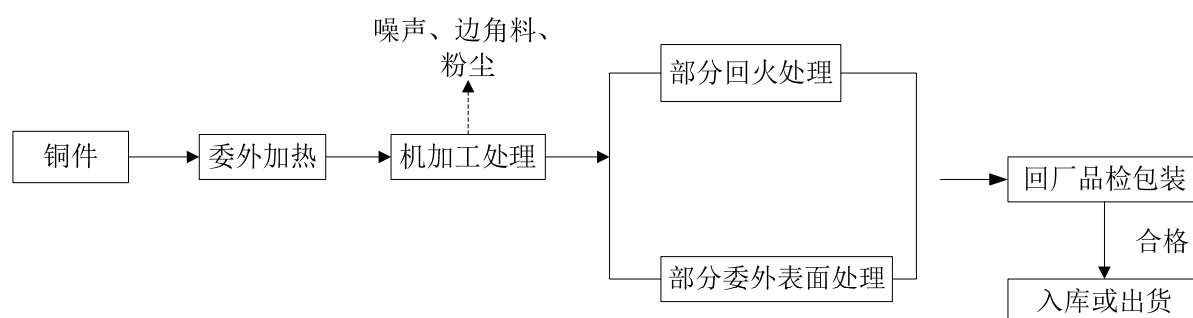 噪声、边角料、
粉尘
部分回火处理
铜件
委外加热
机加工处理
回厂品检包装
合格
部分委外表面处理
入库或出货